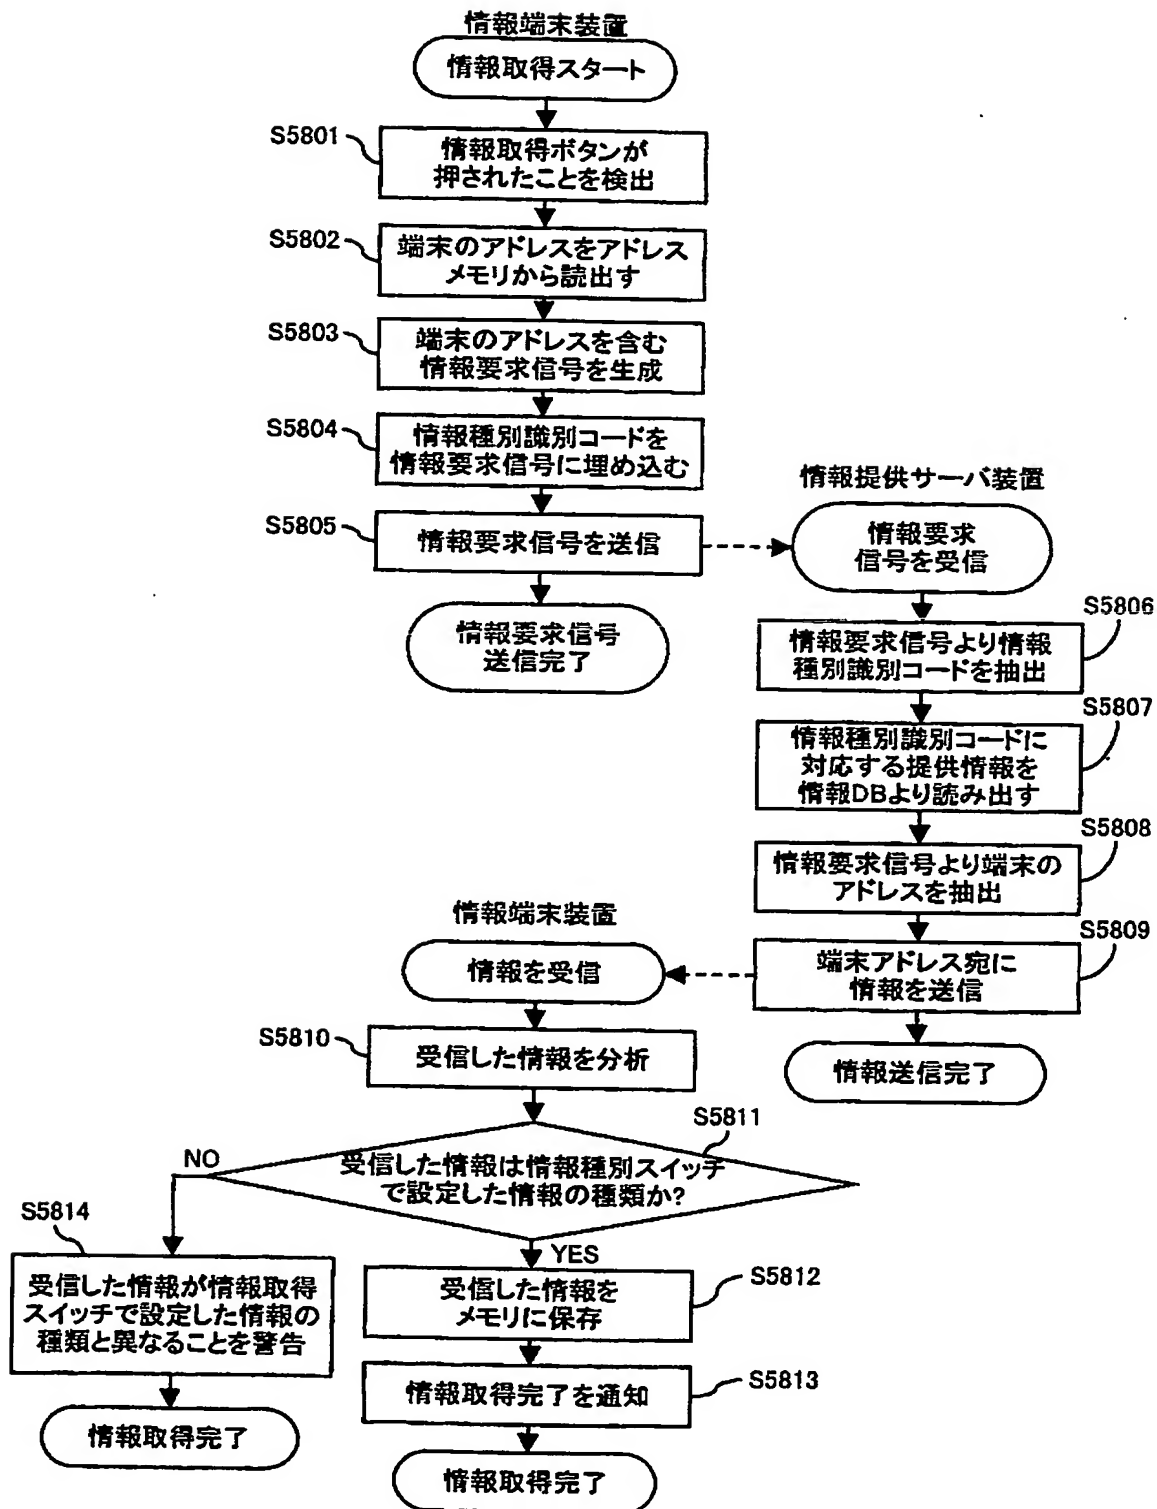 情報端末装置
情報取得スタート
S5801
情報取得ボタンが
押されたことを検出
S5802
端末のアドレスをアドレス
メモリから読出す
S5803
端末のアドレスを含む
情報要求信号を生成
S5804
情報種別識別コードを
情報要求信号に埋め込む
S5805
情報要求信号を送信
情報要求信号
送信完了
情報提供サーバ装置
情報要求
信号を受信
S5806
情報要求信号より情報
種別識別コードを抽出
S5807
情報種別識別コードに
対応する提供情報を
情報DBより読み出す
S5808
情報要求信号より端末の
アドレスを抽出
S5809
端末アドレス宛に
情報を送信
情報送信完了
情報端末装置
情報を受信
S5810
受信した情報を分析
S5811
受信した情報は情報種別スイッチ
で設定した情報の種類か?
NO
YES
S5814
受信した情報が情報取得
スイッチで設定した情報の
種類と異なることを警告
情報取得完了
S5812
受信した情報を
メモリに保存
S5813
情報取得完了を通知
情報取得完了